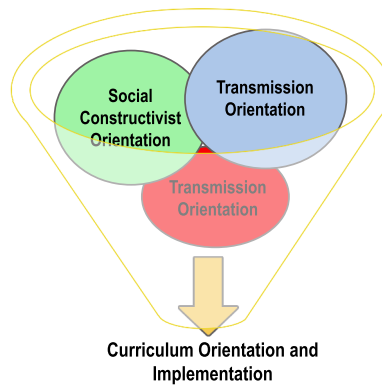 Social
Constructivist
Orientation
Transmission
Orientation
Transmission
Orientation
Curriculum Orientation and
Implementation